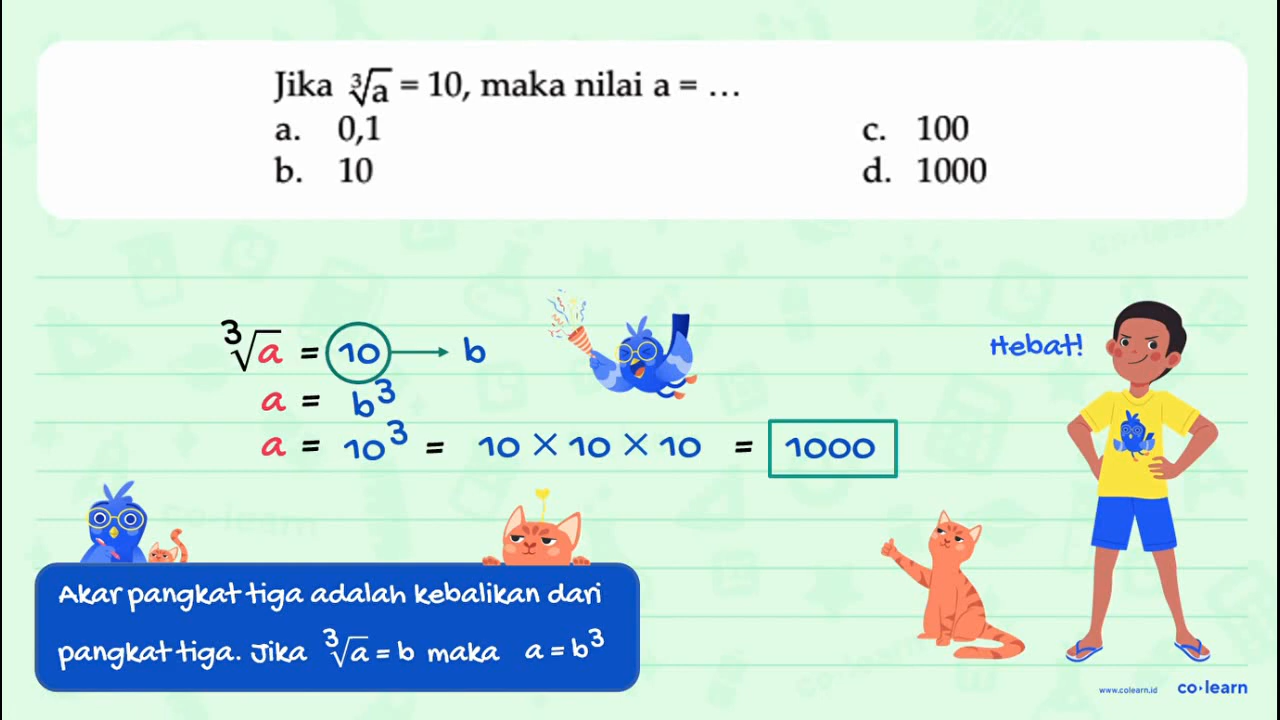 Jika ∛a = 10, maka nilai a = ...
a. 0,1
c. 100
b. 10
d. 1000
∛a = 10 → b
Hebat!
a = b³
a = 10³ = 10 × 10 × 10 = 1000
Akar pangkat tiga adalah kebalikan dari
pangkat tiga. Jika ∛a = b maka a = b³
www.colearn.id co·learn